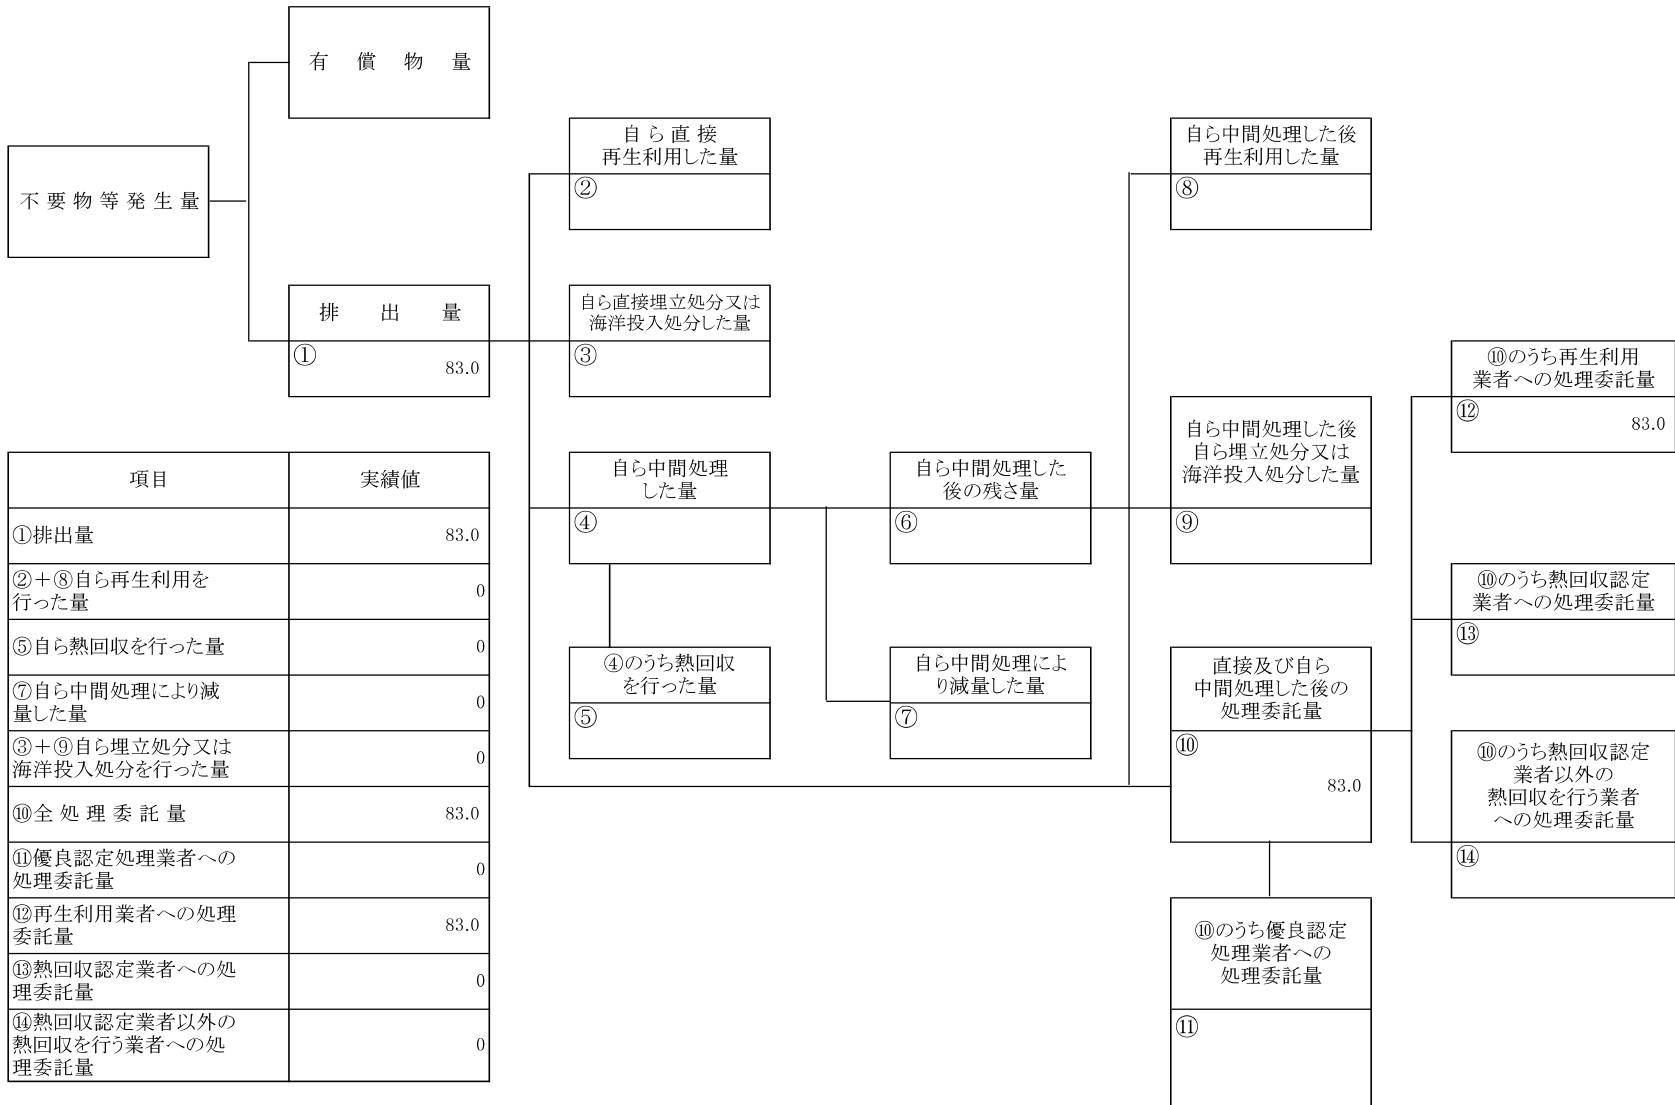 有償物量
不要物等発生量
排出量
①
83.0
自ら直接
再生利用した量
②
自ら直接埋立処分又は
海洋投入処分した量
③
自ら中間処理
した量
④
④のうち熱回収
を行った量
⑤
自ら中間処理した
後の残さ量
⑥
自ら中間処理によ
り減量した量
⑦
自ら中間処理した後
再生利用した量
⑧
自ら中間処理した後
自ら埋立処分又は
海洋投入処分した量
⑨
直接及び自ら
中間処理した後の
処理委託量
⑩
83.0
⑩のうち優良認定
処理業者への
処理委託量
⑪
⑩のうち再生利用
業者への処理委託量
⑫
83.0
⑩のうち熱回収認定
業者への処理委託量
⑬
⑩のうち熱回収認定
業者以外の
熱回収を行う業者
への処理委託量
⑭
項目 実績値
①排出量 83.0
②＋⑧自ら再生利用を
行った量 0
⑤自ら熱回収を行った量 0
⑦自ら中間処理により減
量した量 0
③＋⑨自ら埋立処分又は
海洋投入処分を行った量 0
⑩全処理委託量 83.0
⑪優良認定処理業者への
処理委託量 0
⑫再生利用業者への処理
委託量 83.0
⑬熱回収認定業者への処
理委託量 0
⑭熱回収認定業者以外の
熱回収を行う業者への処
理委託量 0